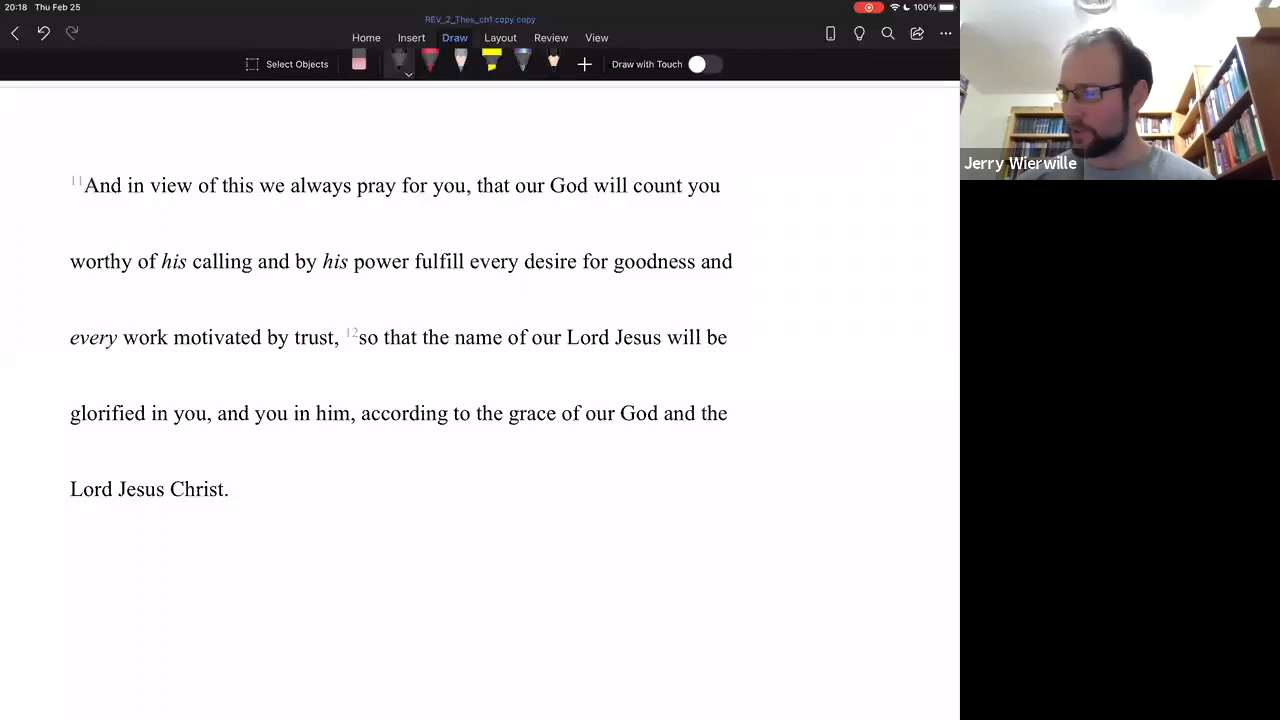 20:18 Thu Feb 25
100%
REV_2_Thes_ch1 copy copy
Home Insert Draw Layout Review View
Select Objects
Draw with Touch
Jerry Wierwille
11And in view of this we always pray for you, that our God will count you
worthy of his calling and by his power fulfill every desire for goodness and
every work motivated by trust, 12so that the name of our Lord Jesus will be
glorified in you, and you in him, according to the grace of our God and the
Lord Jesus Christ.